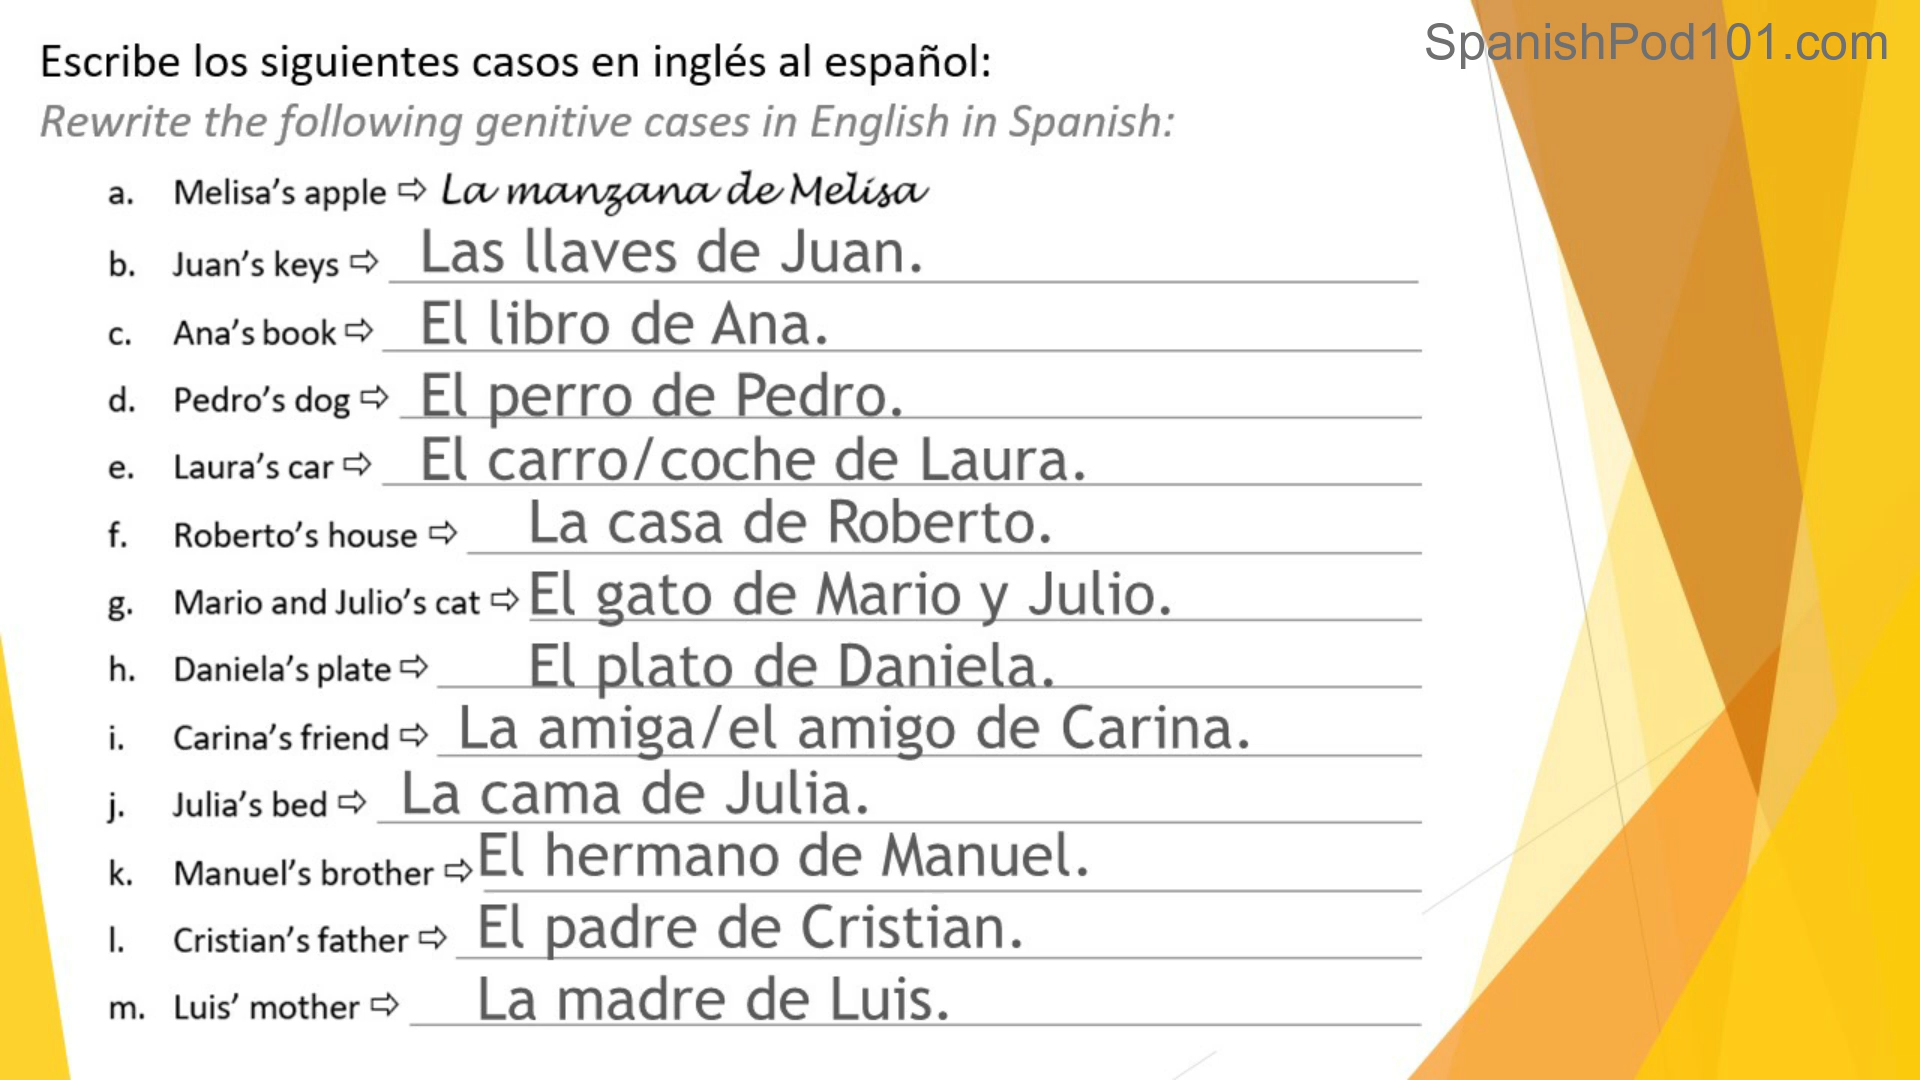 SpanishPod101.com
Escribe los siguientes casos en inglés al español:
Rewrite the following genitive cases in English in Spanish:
a. Melisa’s apple ⇨ La manzana de Melisa
b. Juan’s keys ⇨ Las llaves de Juan.
c. Ana’s book ⇨ El libro de Ana.
d. Pedro’s dog ⇨ El perro de Pedro.
e. Laura’s car ⇨ El carro/coche de Laura.
f. Roberto’s house ⇨ La casa de Roberto.
g. Mario and Julio’s cat ⇨ El gato de Mario y Julio.
h. Daniela’s plate ⇨ El plato de Daniela.
i. Carina’s friend ⇨ La amiga/el amigo de Carina.
j. Julia’s bed ⇨ La cama de Julia.
k. Manuel’s brother ⇨ El hermano de Manuel.
l. Cristian’s father ⇨ El padre de Cristian.
m. Luis’ mother ⇨ La madre de Luis.